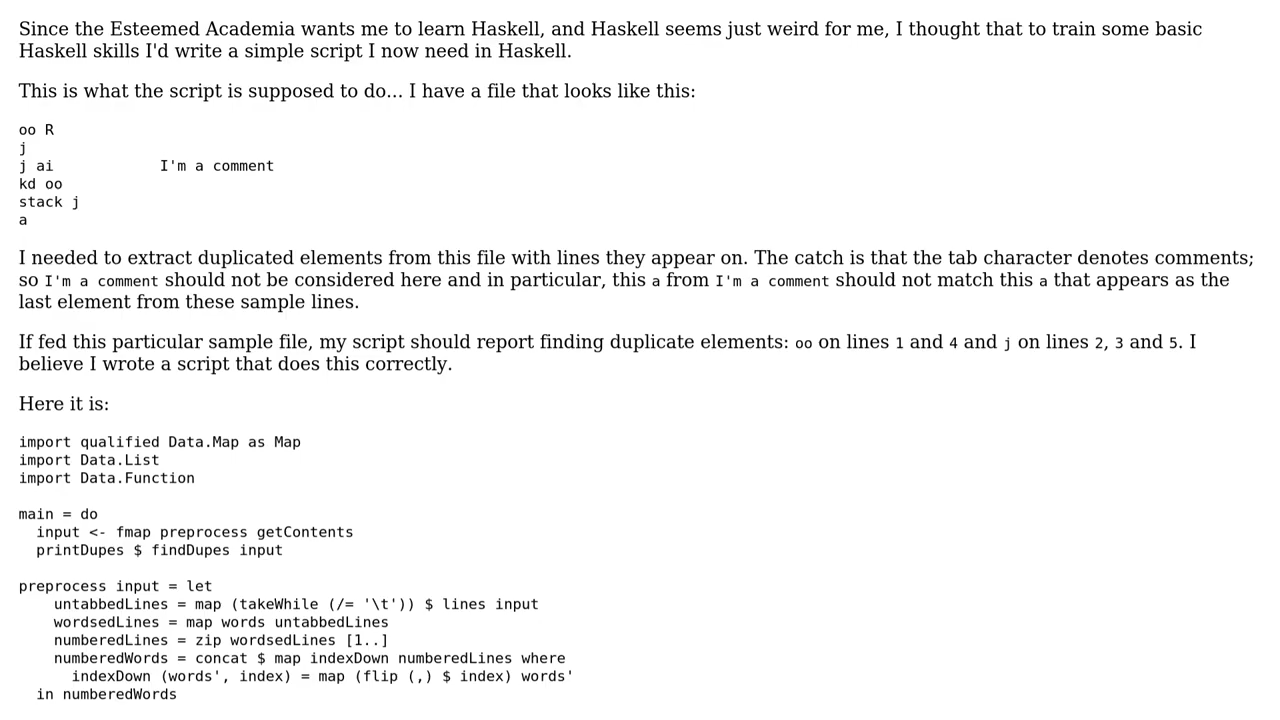 Since the Esteemed Academia wants me to learn Haskell, and Haskell seems just weird for me, I thought that to train some basic
Haskell skills I'd write a simple script I now need in Haskell.
This is what the script is supposed to do... I have a file that looks like this:
oo R
j
j ai            I'm a comment
kd oo
stack j
a
I needed to extract duplicated elements from this file with lines they appear on. The catch is that the tab character denotes comments;
so I'm a comment should not be considered here and in particular, this a from I'm a comment should not match this a that appears as the
last element from these sample lines.
If fed this particular sample file, my script should report finding duplicate elements: oo on lines 1 and 4 and j on lines 2, 3 and 5. I
believe I wrote a script that does this correctly.
Here it is:
import qualified Data.Map as Map
import Data.List
import Data.Function
main = do
  input <- fmap preprocess getContents
  printDupes $ findDupes input
preprocess input = let
    untabbedLines = map (takeWhile (/= '\t')) $ lines input
    wordsedLines = map words untabbedLines
    numberedLines = zip wordsedLines [1..]
    numberedWords = concat $ map indexDown numberedLines where
      indexDown (words', index) = map (flip (,) $ index) words'
  in numberedWords